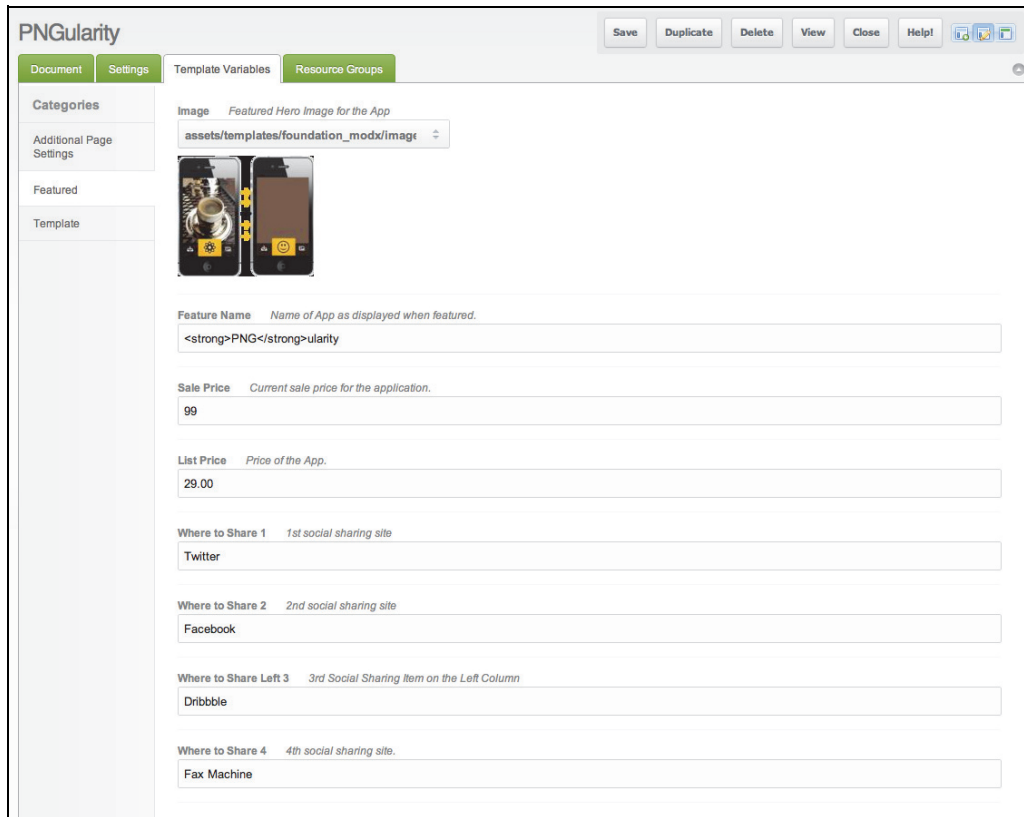 PNGularity
Save Duplicate Delete View Close Help!
Document Settings Template Variables Resource Groups
Categories
Additional Page
Settings
Featured
Template
Image Featured Hero Image for the App
assets/templates/foundation_modx/image
Feature Name Name of App as displayed when featured.
<strong>PNG</strong>ularity
Sale Price Current sale price for the application.
99
List Price Price of the App.
29.00
Where to Share 1 1st social sharing site
Twitter
Where to Share 2 2nd social sharing site
Facebook
Where to Share Left 3 3rd Social Sharing Item on the Left Column
Dribbble
Where to Share 4 4th social sharing site.
Fax Machine